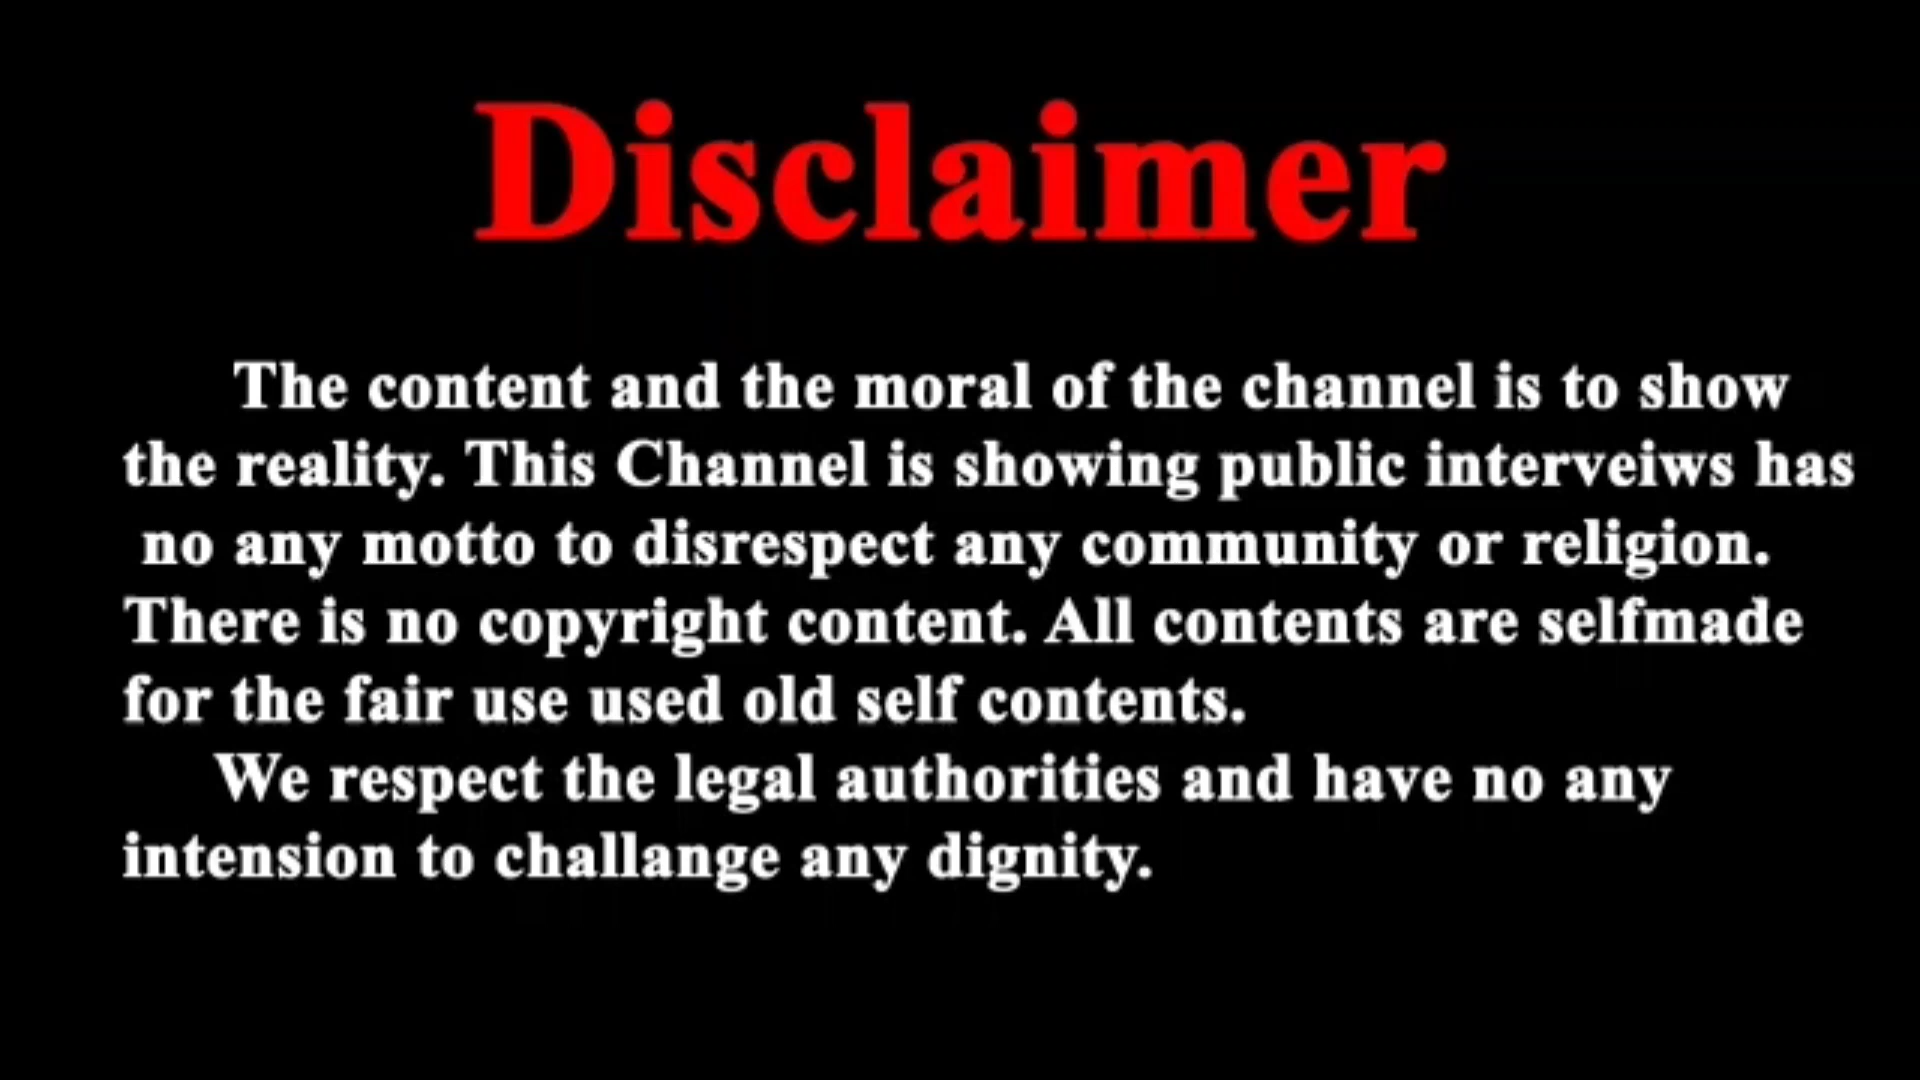 Disclaimer
The content and the moral of the channel is to show
the reality. This Channel is showing public interveiws has
no any motto to disrespect any community or religion.
There is no copyright content. All contents are selfmade
for the fair use used old self contents.
We respect the legal authorities and have no any
intension to challange any dignity.